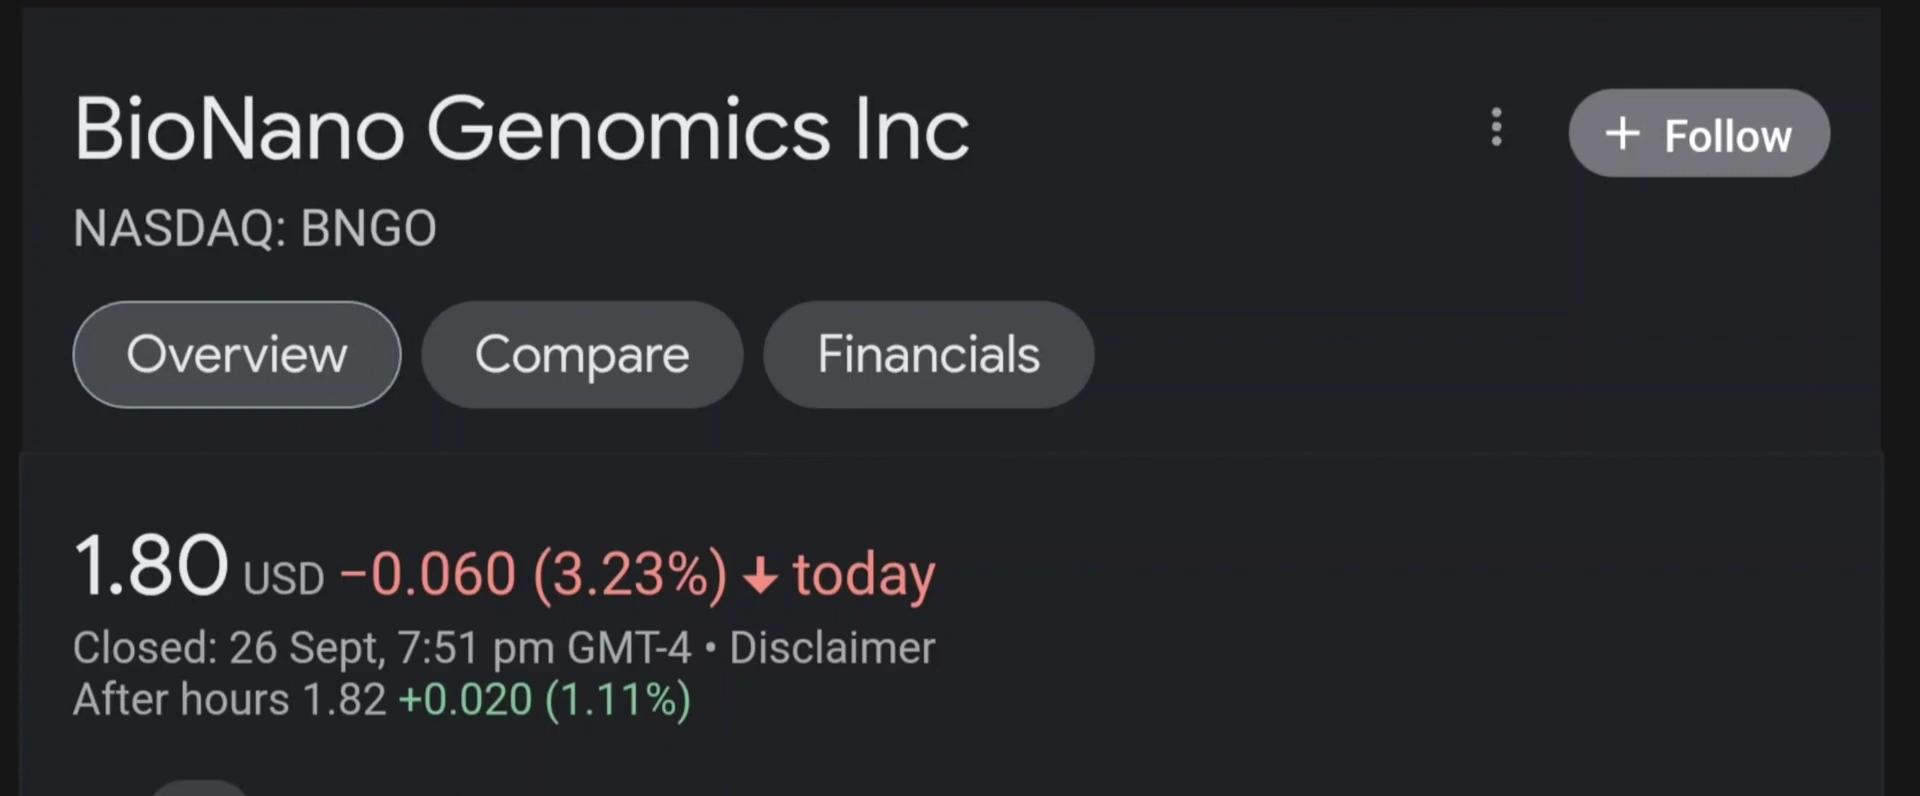 BioNano Genomics Inc
+ Follow
NASDAQ: BNGO
Overview
Compare
Financials
1.80 USD −0.060 (3.23%) ↓ today
Closed: 26 Sept, 7:51 pm GMT-4 • Disclaimer
After hours 1.82 +0.020 (1.11%)